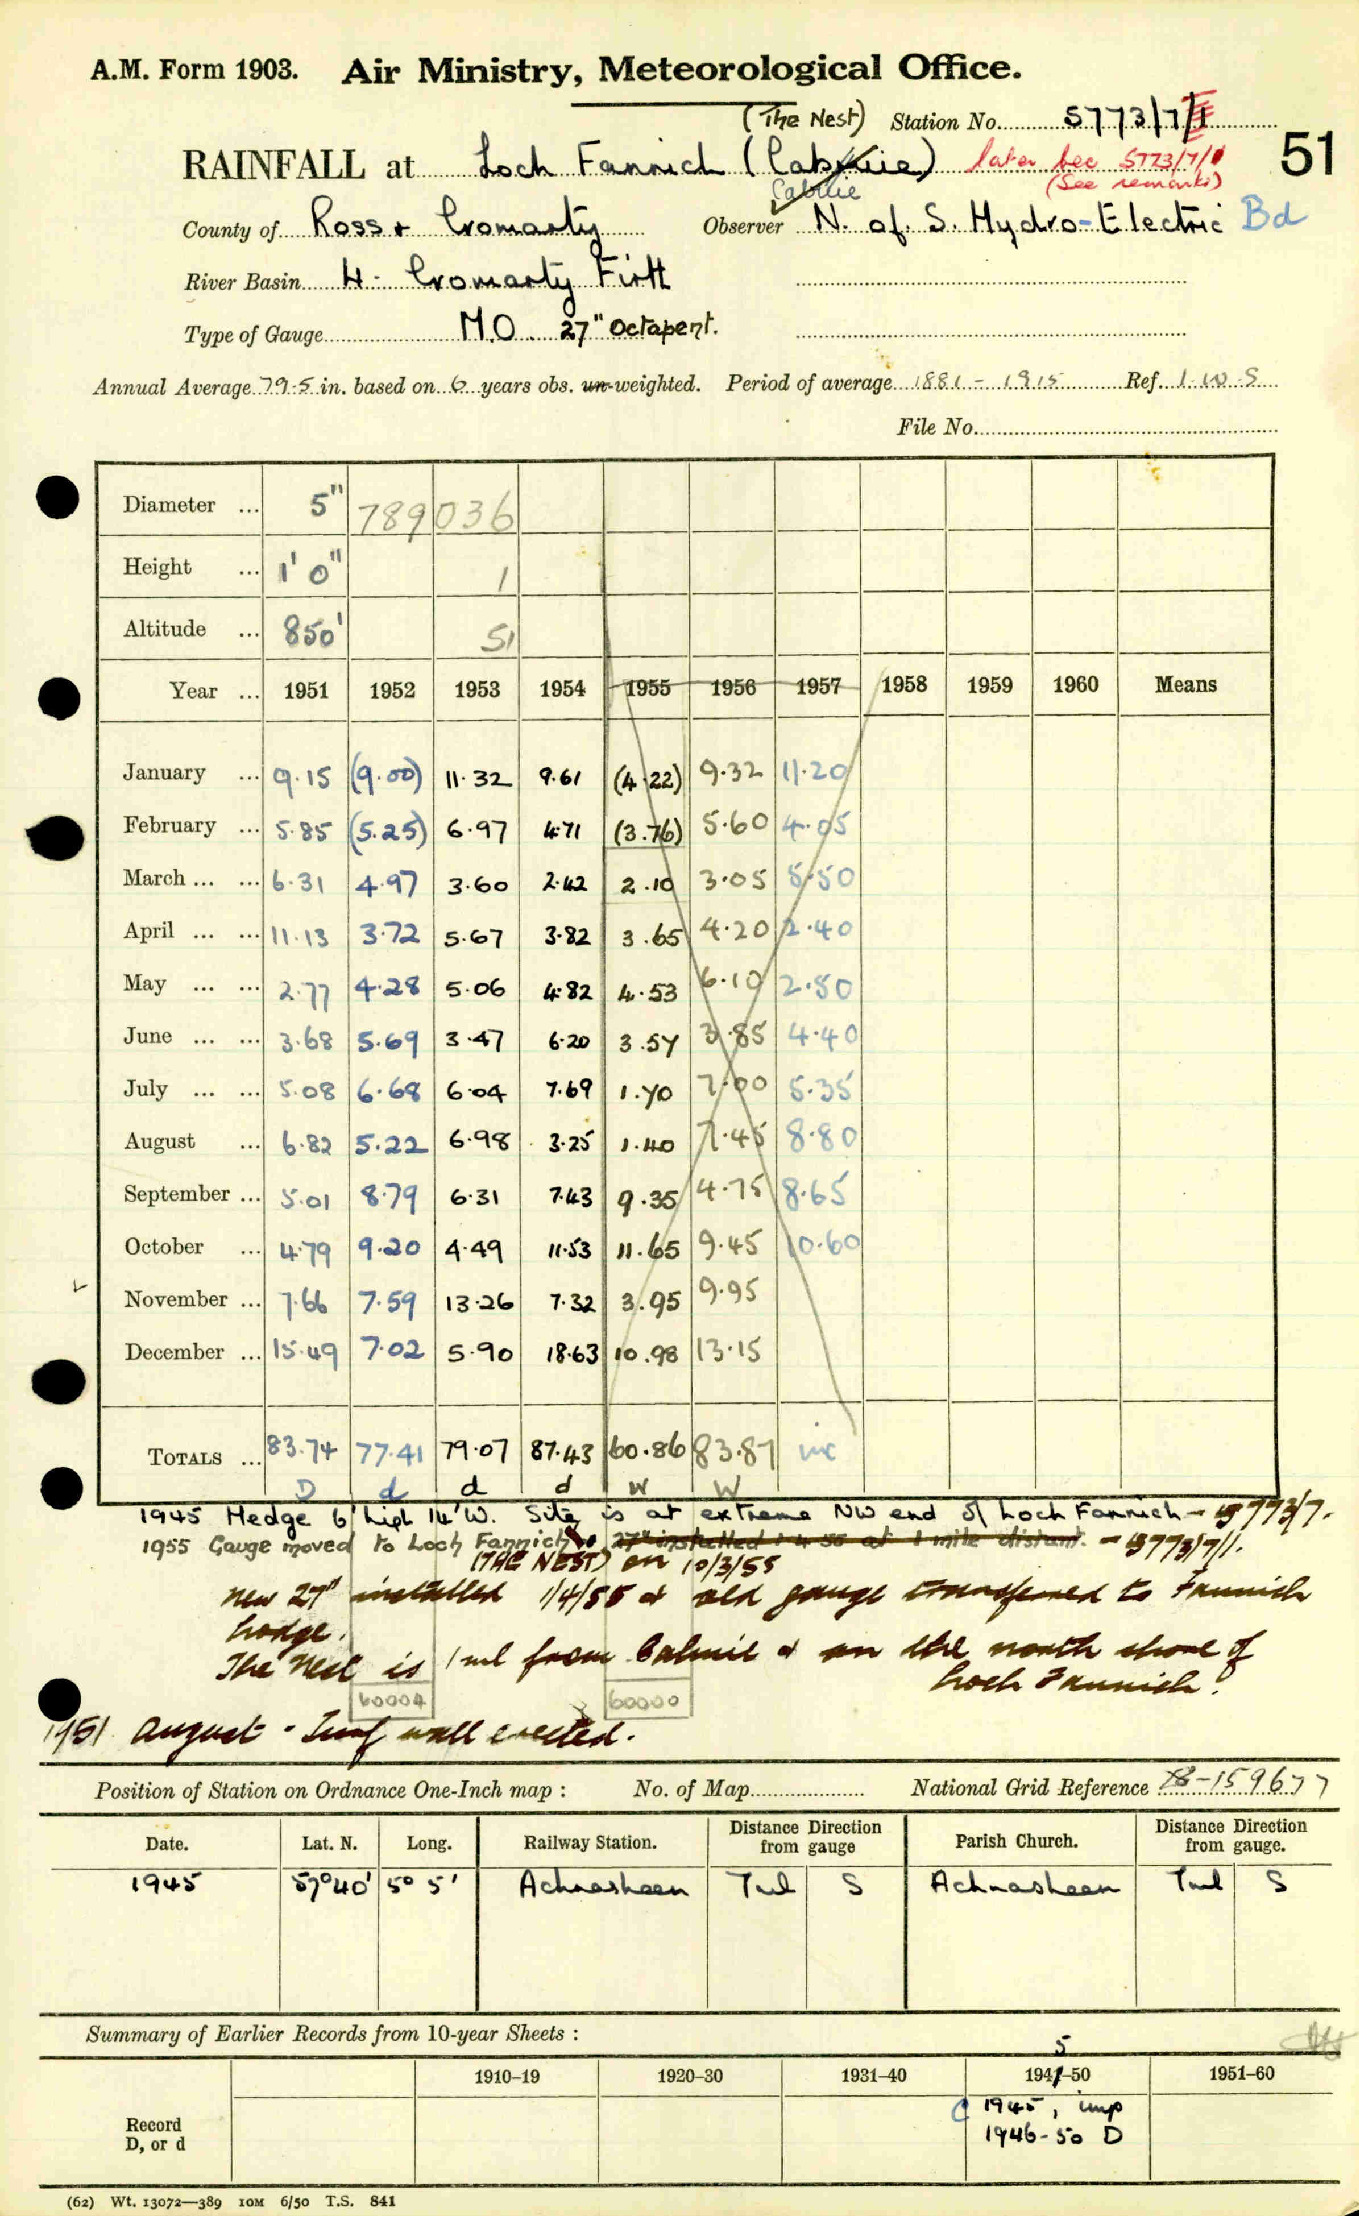 A.M. Form 1903. Air Ministry, Meteorological Office.
(The Nest) Station No. 5773/7/1
RAINFALL at Loch Fannich (Cabuie) later bec 5773/7/1 51
Cabuie (See remarks)
County of Ross & Cromarty Observer N. of. S. Hydro-Electric Bd
River Basin 4. Cromarty Firth
Type of Gauge M.O. 27" Octapent.
Annual Average 79.5 in. based on 6 years obs. un-weighted. Period of average 1881-1915 Ref. I.W.S
File No.
Diameter ... 5" 789 036
Height ... 1' 0" 1
Altitude ... 850' 51
Year ... 1951 1952 1953 1954 1955 1956 1957 1958 1959 1960 Means
January ... 9.15 (9.00) 11.32 9.61 (4.22) 9.32 11.20
February ... 5.85 (5.25) 6.97 4.71 (3.76) 5.60 4.05
March ... ... 6.31 4.97 3.60 2.42 2.10 3.05 5.50
April ... ... 11.13 3.72 5.67 3.82 3.65 4.20 2.40
May ... ... 2.77 4.28 5.06 4.82 4.53 6.10 2.80
June ... ... 3.68 5.69 3.47 6.20 3.57 3.85 4.40
July ... ... 5.08 6.68 6.04 7.69 1.70 7.00 5.35
August ... 6.82 5.22 6.98 3.25 1.40 7.45 8.80
September ... 5.01 8.79 6.31 7.43 9.35 4.75 8.65
October ... 4.79 9.20 4.49 11.53 11.65 9.45 10.60
November ... 7.66 7.59 13.26 7.32 3.95 9.95
December ... 15.49 7.02 5.90 18.63 10.98 13.15
TOTALS ... 83.74 77.41 79.07 87.43 60.86 83.87 inc
D d d d W W
1945 Hedge 6' high 14' W. Site is at extreme NW end of Loch Fannich - 5773/7.
1955 Gauge moved to Loch Fannich 27" installed 1.4.55 at 1 mile distant. - 5773/7/1.
(THE NEST) on 10/3/55
New 27" installed 1/4/55 & old gauge transferred to Fannich
Lodge.
The Nest is 1 ml from Cabuie & on the north shore of
Loch Fannich.
60004 60000
1951 August - Turf wall erected.
Position of Station on Ordnance One-Inch map : No. of Map National Grid Reference 28-159677
Date. Lat. N. Long. Railway Station. Distance Direction from gauge Parish Church. Distance Direction from gauge.
1945 57°40' 5° 5' Achnasheen 7ml S Achnasheen 7ml S
Summary of Earlier Records from 10-year Sheets :
5
1910-19 1920-30 1931-40 1941-50 1951-60
Record
D, or d
C 1945, imp
1946-50 D
(62) Wt. 13072—389 10M 6/50 T.S. 841